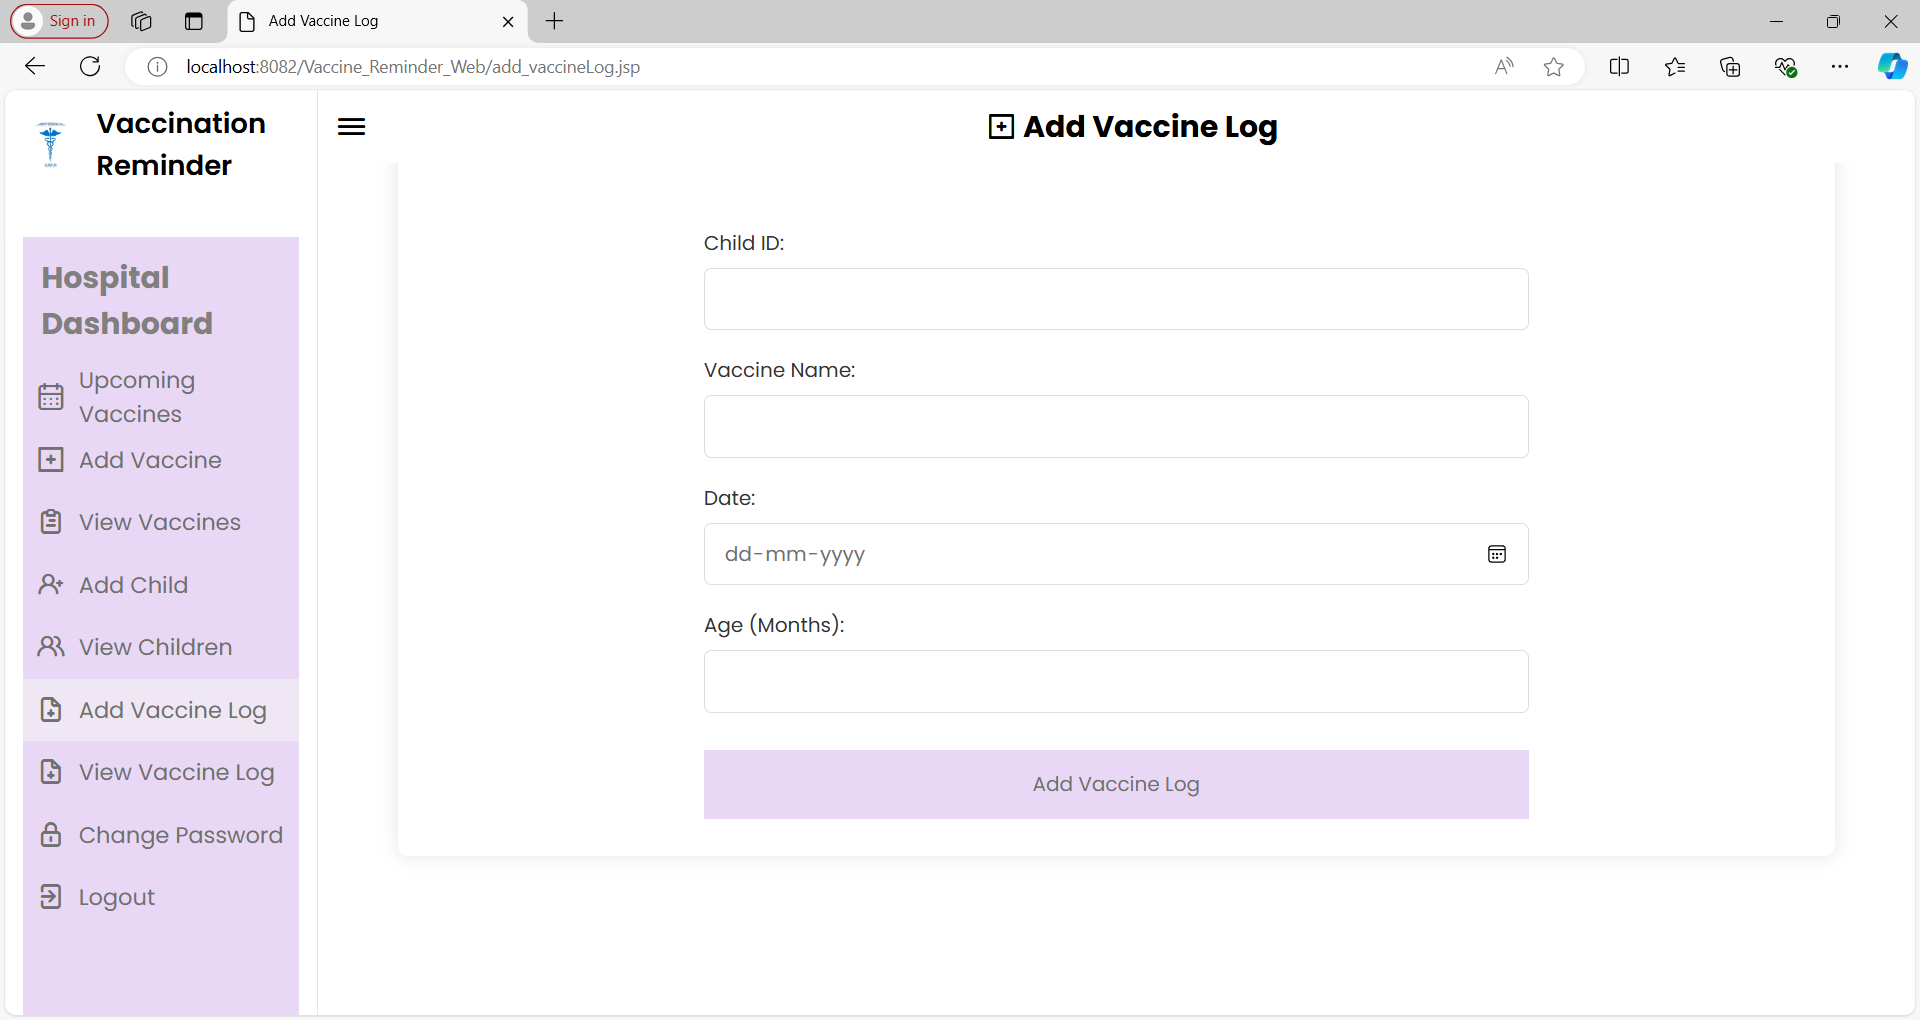 Sign in
Add Vaccine Log
localhost:8082/Vaccine_Reminder_Web/add_vaccineLog.jsp
Vaccination
Reminder
Add Vaccine Log
Hospital
Dashboard
Upcoming
Vaccines
Add Vaccine
View Vaccines
Add Child
View Children
Add Vaccine Log
View Vaccine Log
Change Password
Logout
Child ID:
Vaccine Name:
Date:
dd-mm-yyyy
Age (Months):
Add Vaccine Log